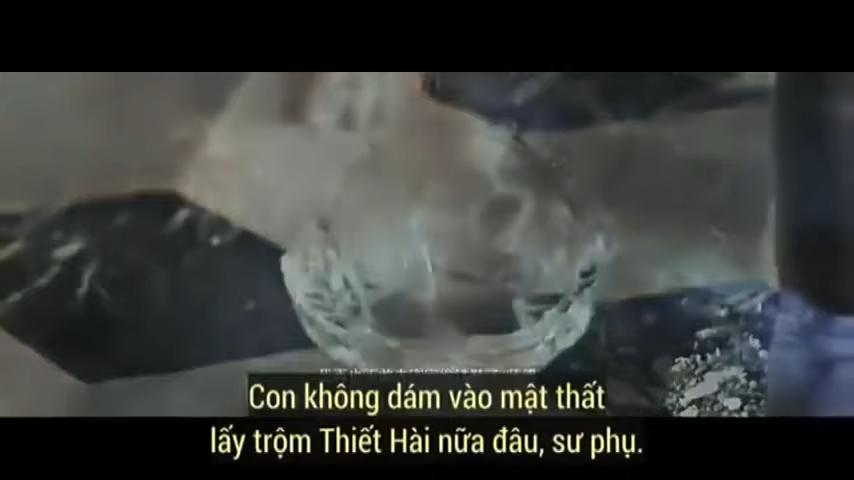 Con không dám vào mật thất
lấy trộm Thiết Hài nữa đâu, sư phụ.